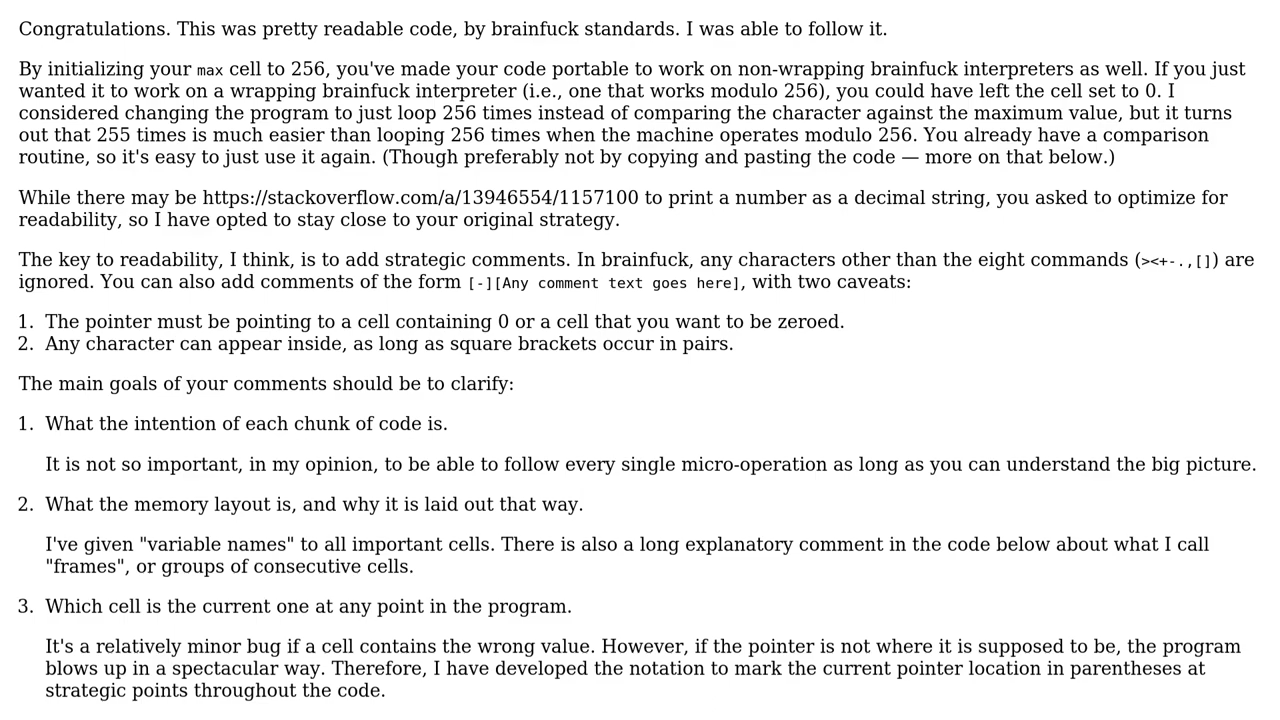 Congratulations. This was pretty readable code, by brainfuck standards. I was able to follow it.
By initializing your max cell to 256, you've made your code portable to work on non-wrapping brainfuck interpreters as well. If you just
wanted it to work on a wrapping brainfuck interpreter (i.e., one that works modulo 256), you could have left the cell set to 0. I
considered changing the program to just loop 256 times instead of comparing the character against the maximum value, but it turns
out that 255 times is much easier than looping 256 times when the machine operates modulo 256. You already have a comparison
routine, so it's easy to just use it again. (Though preferably not by copying and pasting the code — more on that below.)
While there may be https://stackoverflow.com/a/13946554/1157100 to print a number as a decimal string, you asked to optimize for
readability, so I have opted to stay close to your original strategy.
The key to readability, I think, is to add strategic comments. In brainfuck, any characters other than the eight commands (><+-.,[]) are
ignored. You can also add comments of the form [-][Any comment text goes here], with two caveats:
1. The pointer must be pointing to a cell containing 0 or a cell that you want to be zeroed.
2. Any character can appear inside, as long as square brackets occur in pairs.
The main goals of your comments should be to clarify:
1. What the intention of each chunk of code is.
It is not so important, in my opinion, to be able to follow every single micro-operation as long as you can understand the big picture.
2. What the memory layout is, and why it is laid out that way.
I've given "variable names" to all important cells. There is also a long explanatory comment in the code below about what I call
"frames", or groups of consecutive cells.
3. Which cell is the current one at any point in the program.
It's a relatively minor bug if a cell contains the wrong value. However, if the pointer is not where it is supposed to be, the program
blows up in a spectacular way. Therefore, I have developed the notation to mark the current pointer location in parentheses at
strategic points throughout the code.